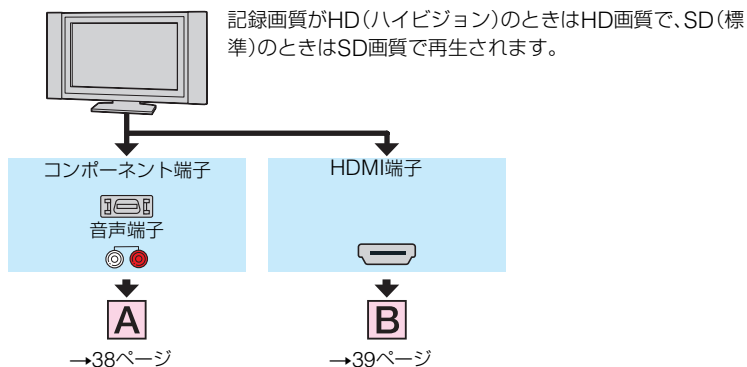 記録画質がHD（ハイビジョン）のときはHD画質で、SD（標
準）のときはSD画質で再生されます。
コンポーネント端子
音声端子
A
→38ページ
HDMI端子
B
→39ページ